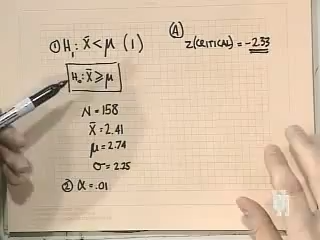 ① H₁: X̄ < μ (1)
H₀: X̄ ≥ μ
N = 158
X̄ = 2.41
μ = 2.74
σ = 2.25
② α = .01
Ⓐ
Z(CRITICAL) = -2.33